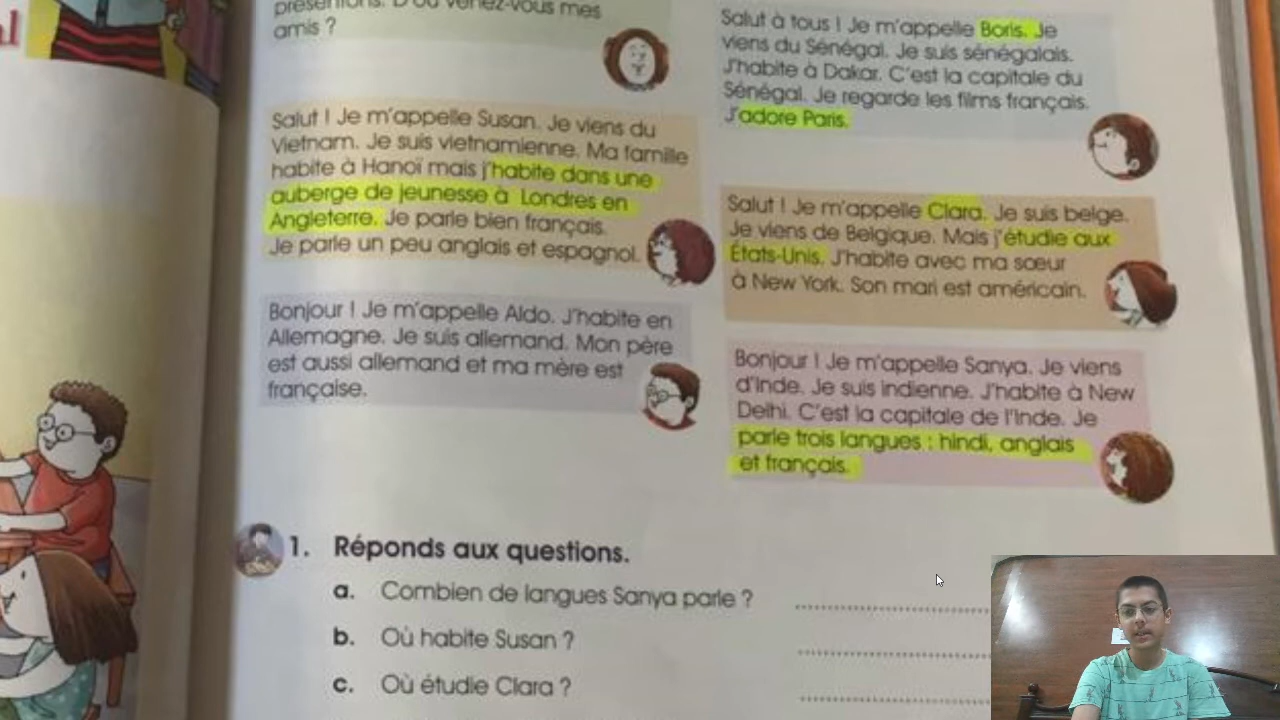 al
présentions. D'où venez-vous mes
amis ?
Salut ! Je m'appelle Susan. Je viens du
Vietnam. Je suis vietnamienne. Ma famille
habite à Hanoï mais j'habite dans une
auberge de jeunesse à Londres en
Angleterre. Je parle bien français.
Je parle un peu anglais et espagnol.
Bonjour ! Je m'appelle Aldo. J'habite en
Allemagne. Je suis allemand. Mon père
est aussi allemand et ma mère est
française.
Salut à tous ! Je m'appelle Boris. Je
viens du Sénégal. Je suis sénégalais.
J'habite à Dakar. C'est la capitale du
Sénégal. Je regarde les films français.
J'adore Paris.
Salut ! Je m'appelle Clara. Je suis belge.
Je viens de Belgique. Mais j'étudie aux
États-Unis. J'habite avec ma sœur
à New York. Son mari est américain.
Bonjour ! Je m'appelle Sanya. Je viens
d'Inde. Je suis indienne. J'habite à New
Delhi. C'est la capitale de l'Inde. Je
parle trois langues : hindi, anglais
et français.
1. Réponds aux questions.
a. Combien de langues Sanya parle ?
b. Où habite Susan ?
c. Où étudie Clara ?